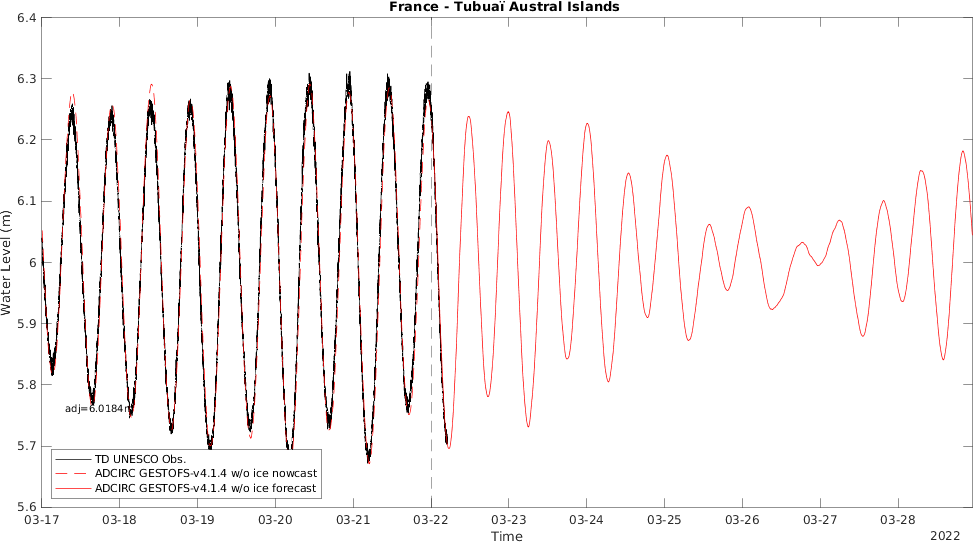 France - Tubuaï Austral Islands
6.4
6.3
6.2
6.1
6
5.9
5.8
5.7
5.6
Water Level (m)
adj=6.0184m
TD UNESCO Obs.
ADCIRC GESTOFS-v4.1.4 w/o ice nowcast
ADCIRC GESTOFS-v4.1.4 w/o ice forecast
03-17 03-18 03-19 03-20 03-21 03-22 03-23 03-24 03-25 03-26 03-27 03-28
Time
2022